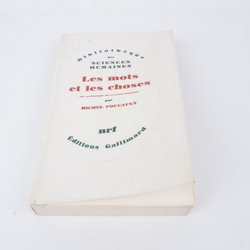 Bibliothèque
des
SCIENCES HUMAINES
Les mots
et les choses
par
MICHEL FOUCAULT
nrf
Éditions Gallimard